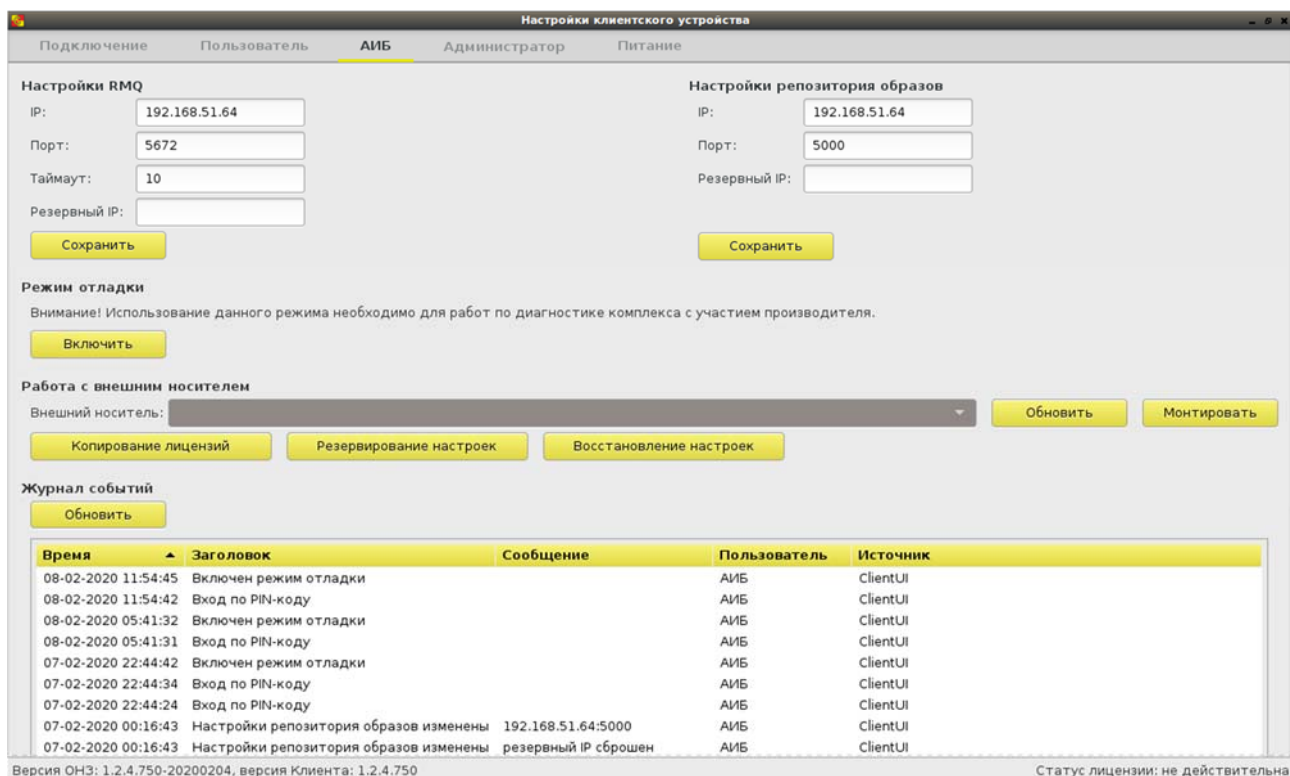 Настройки клиентского устройства
Подключение Пользователь АИБ Администратор Питание
Настройки RMQ Настройки репозитория образов
IP: 192.168.51.64 IP: 192.168.51.64
Порт: 5672 Порт: 5000
Таймаут: 10 Резервный IP:
Резервный IP:
Сохранить Сохранить
Режим отладки
Внимание! Использование данного режима необходимо для работ по диагностике комплекса с участием производителя.
Включить
Работа с внешним носителем
Внешний носитель: Обновить Монтировать
Копирование лицензий Резервирование настроек Восстановление настроек
Журнал событий
Обновить
Время Заголовок Сообщение Пользователь Источник
08-02-2020 11:54:45 Включен режим отладки АИБ ClientUI
08-02-2020 11:54:42 Вход по PIN-коду АИБ ClientUI
08-02-2020 05:41:32 Включен режим отладки АИБ ClientUI
08-02-2020 05:41:31 Вход по PIN-коду АИБ ClientUI
07-02-2020 22:44:42 Включен режим отладки АИБ ClientUI
07-02-2020 22:44:34 Вход по PIN-коду АИБ ClientUI
07-02-2020 22:44:24 Вход по PIN-коду АИБ ClientUI
07-02-2020 00:16:43 Настройки репозитория образов изменены 192.168.51.64:5000 АИБ ClientUI
07-02-2020 00:16:43 Настройки репозитория образов изменены резервный IP сброшен АИБ ClientUI
Версия ОНЗ: 1.2.4.750-20200204, версия Клиента: 1.2.4.750 Статус лицензии: не действительна